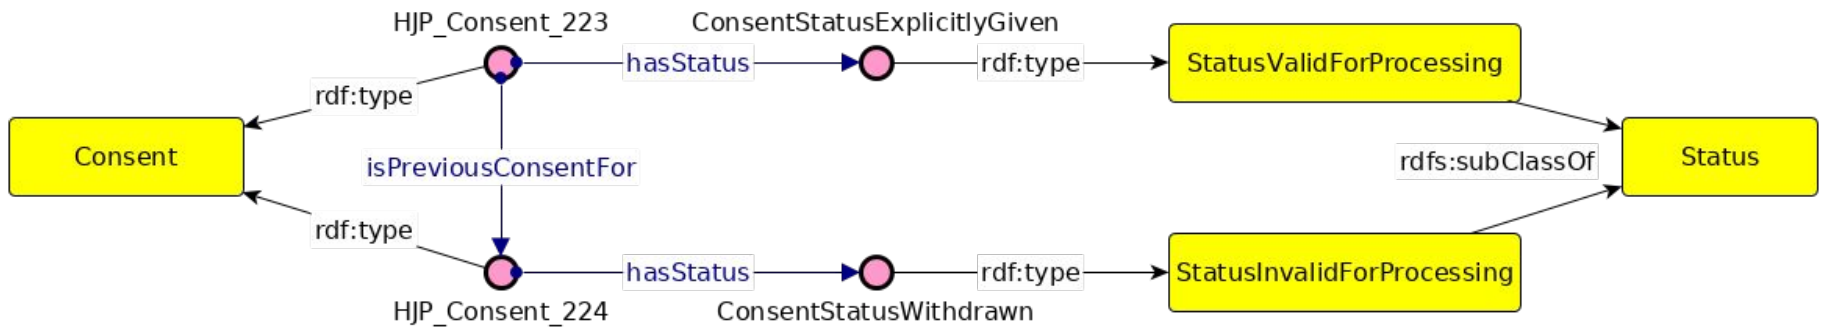 HJP_Consent_223
ConsentStatusExplicitlyGiven
hasStatus
rdf:type
StatusValidForProcessing
rdf:type
Consent
isPreviousConsentFor
rdfs:subClassOf
Status
rdf:type
hasStatus
rdf:type
StatusInvalidForProcessing
HJP_Consent_224
ConsentStatusWithdrawn